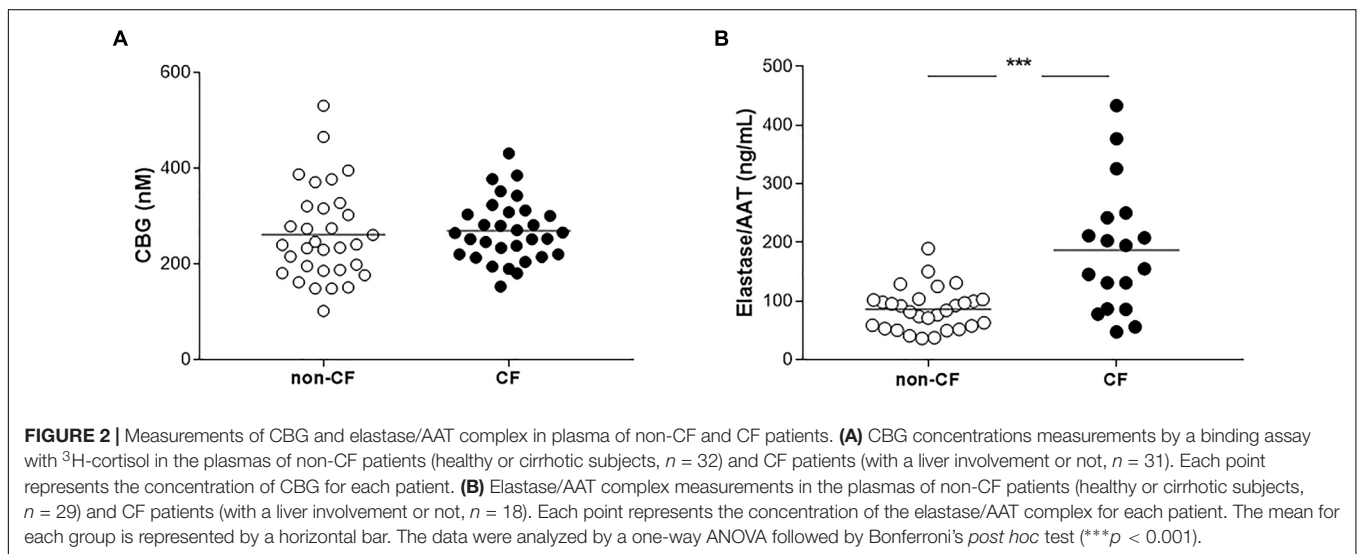 A
B
600
400
200
0
CBG (nM)
non-CF
CF
500
400
300
200
100
0
Elastase/AAT (ng/mL)
***
non-CF
CF
FIGURE 2 | Measurements of CBG and elastase/AAT complex in plasma of non-CF and CF patients. (A) CBG concentrations measurements by a binding assay
with ³H-cortisol in the plasmas of non-CF patients (healthy or cirrhotic subjects, n = 32) and CF patients (with a liver involvement or not, n = 31). Each point
represents the concentration of CBG for each patient. (B) Elastase/AAT complex measurements in the plasmas of non-CF patients (healthy or cirrhotic subjects,
n = 29) and CF patients (with a liver involvement or not, n = 18). Each point represents the concentration of the elastase/AAT complex for each patient. The mean for
each group is represented by a horizontal bar. The data were analyzed by a one-way ANOVA followed by Bonferroni's post hoc test (***p < 0.001).